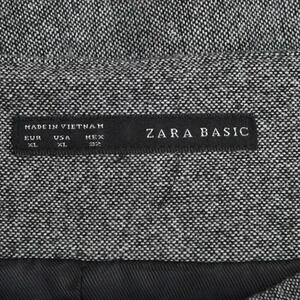 MADE IN VIETNAM
EUR USA MEX
XL XL 32
ZARA BASIC